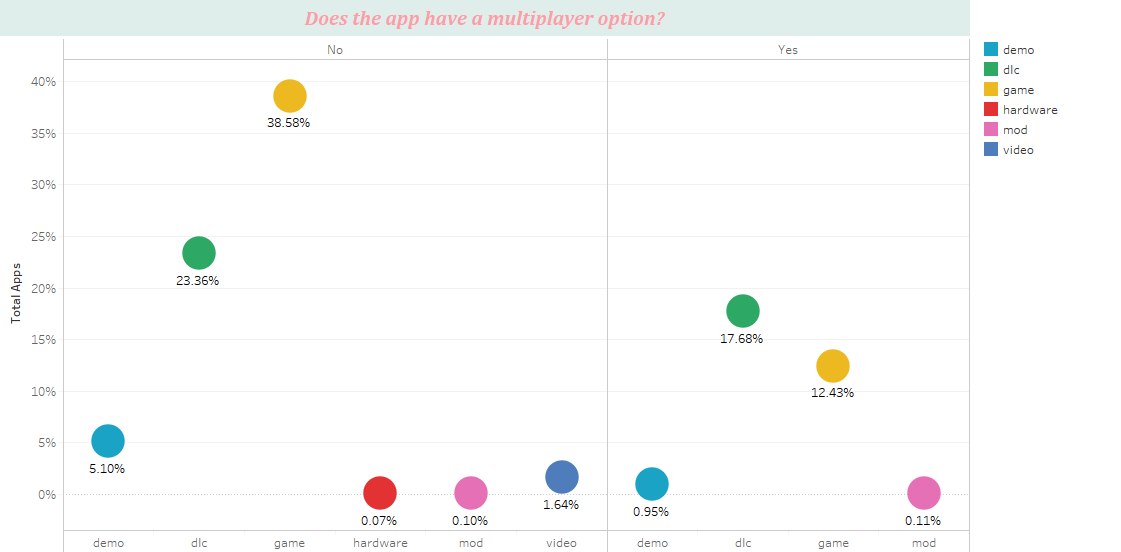 Does the app have a multiplayer option?
No
Yes
demo
dlc
game
hardware
mod
video
Total Apps
40%
35%
30%
25%
20%
15%
10%
5%
0%
38.58%
23.36%
5.10%
0.07%
0.10%
1.64%
17.68%
12.43%
0.95%
0.11%
demo dlc game hardware mod video demo dlc game mod